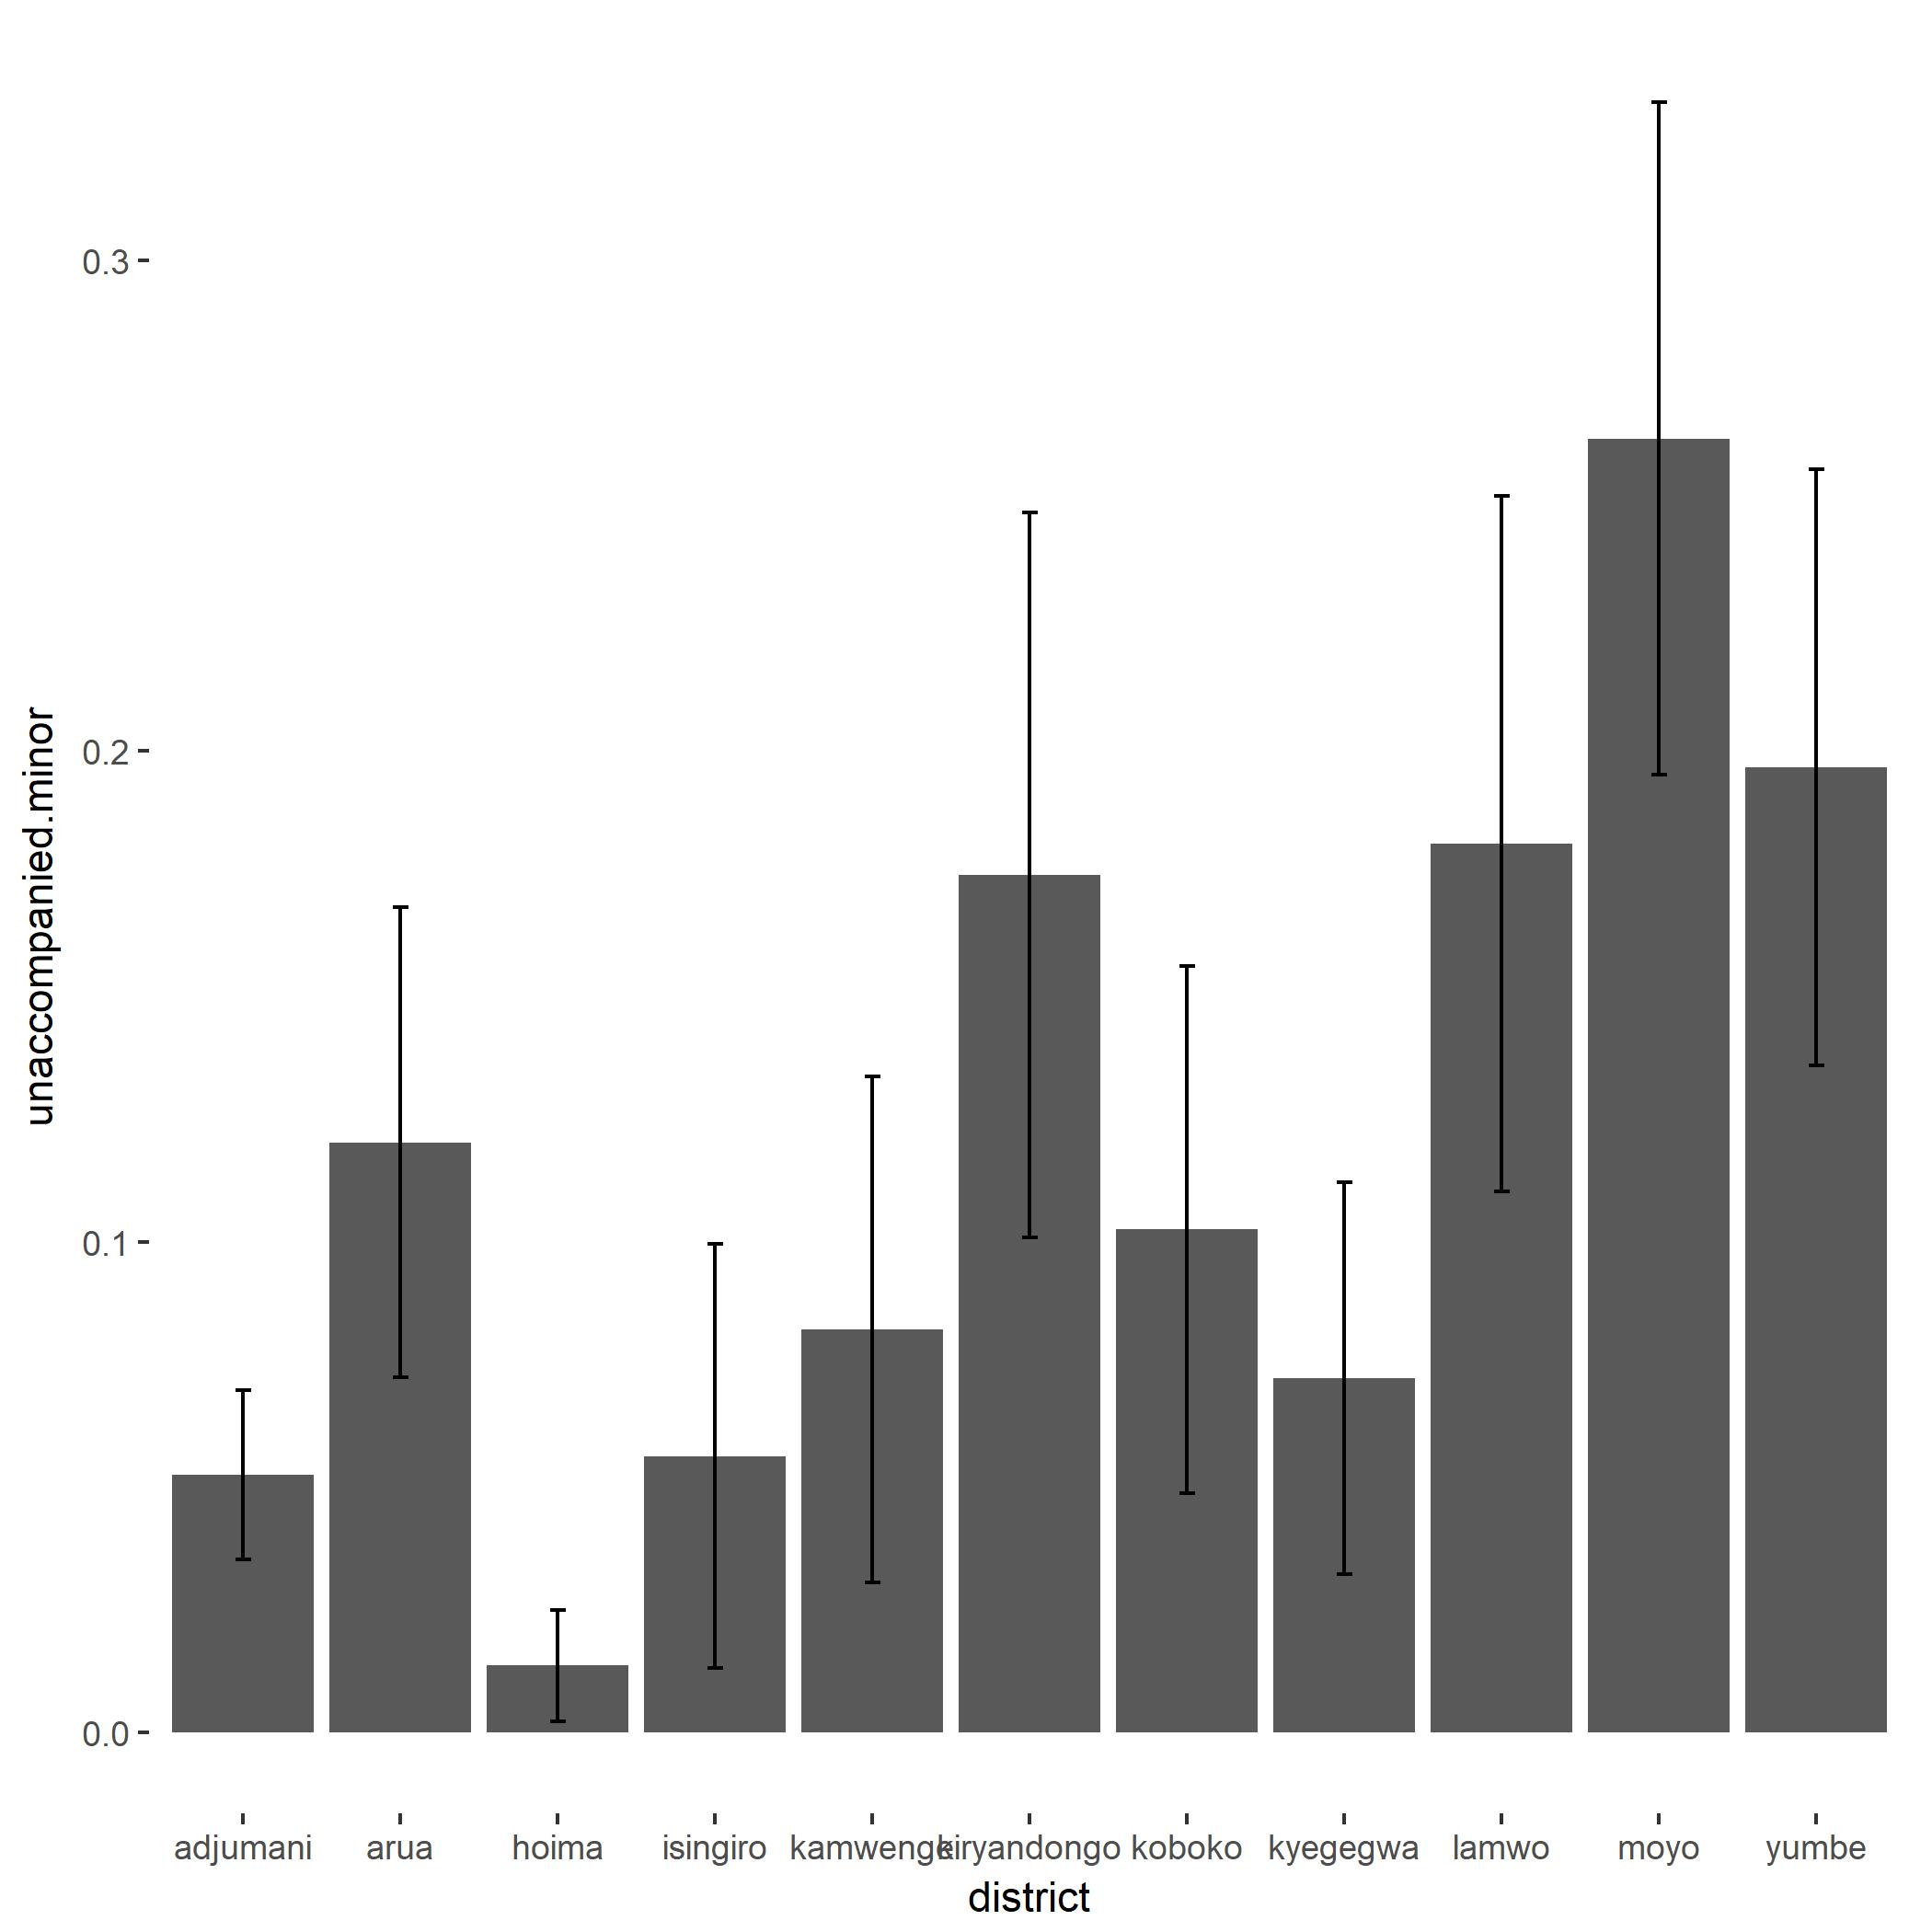 unaccompanied.minor
0.3
0.2
0.1
0.0
adjumani arua hoima isingiro kamwenge kiryandongo koboko kyegegwa lamwo moyo yumbe
district